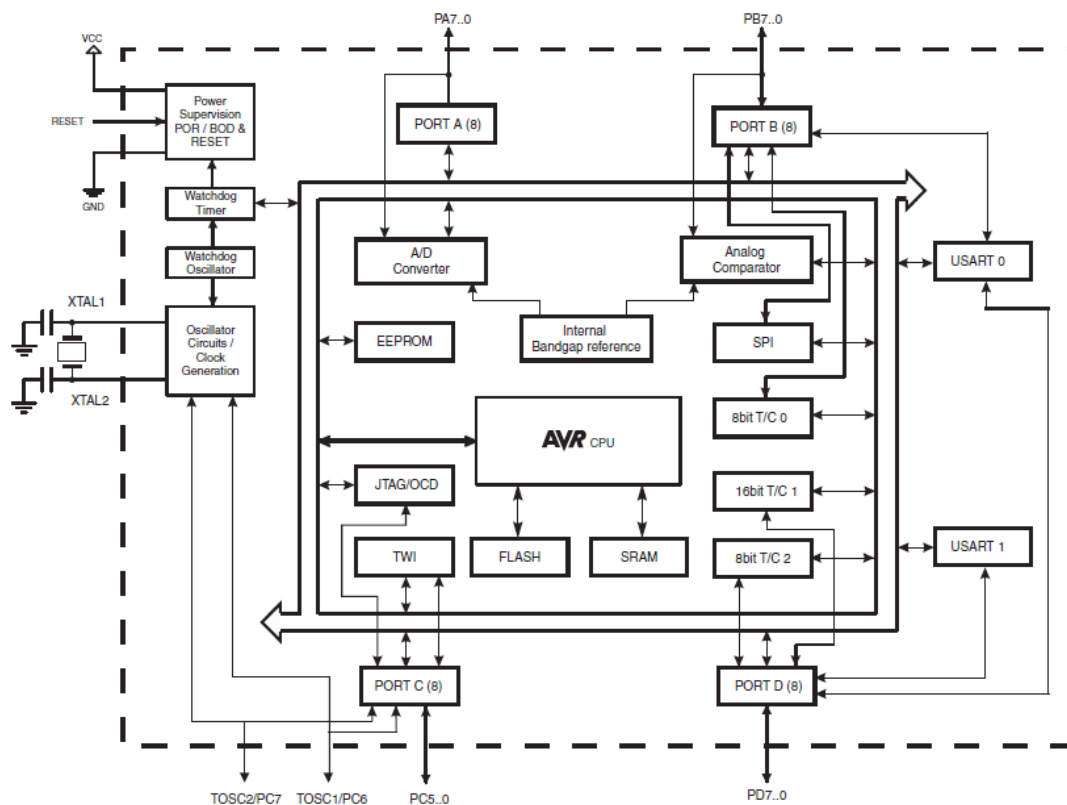 PA7..0
PB7..0
VCC
RESET
GND
Power
Supervision
POR / BOD &
RESET
PORT A (8)
PORT B (8)
Watchdog
Timer
Watchdog
Oscillator
A/D
Converter
Analog
Comparator
USART 0
XTAL1
XTAL2
Oscillator
Circuits /
Clock
Generation
EEPROM
Internal
Bandgap reference
SPI
AVR CPU
8bit T/C 0
JTAG/OCD
16bit T/C 1
TWI
FLASH
SRAM
8bit T/C 2
USART 1
PORT C (8)
PORT D (8)
TOSC2/PC7
TOSC1/PC6
PC5..0
PD7..0